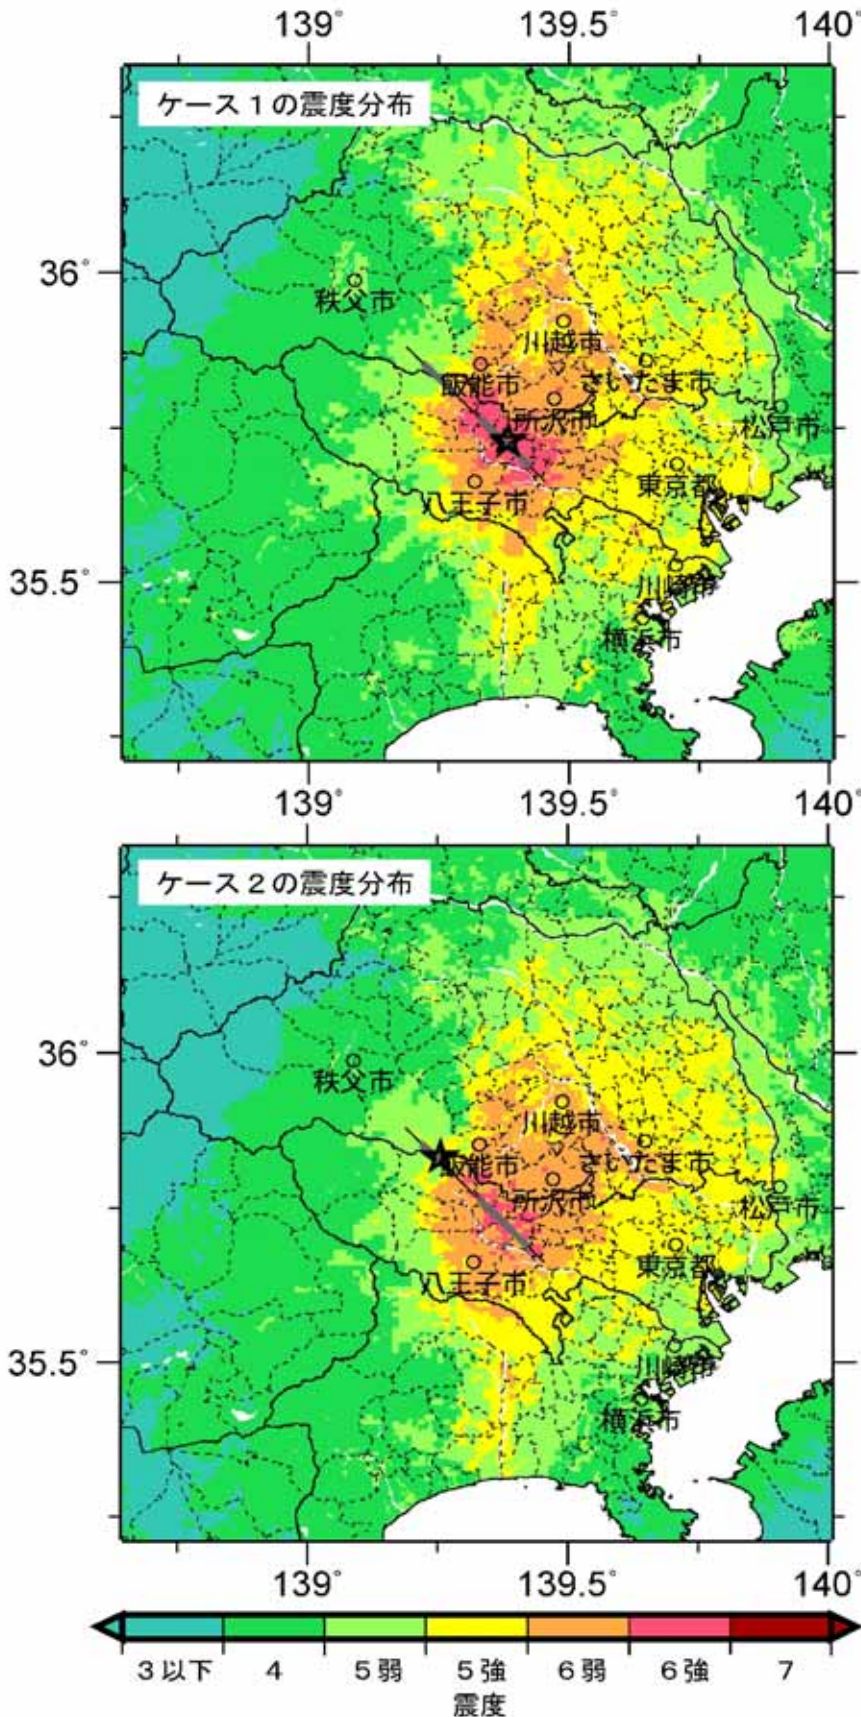 139° 139.5° 140°
ケース1の震度分布
36°
秩父市
川越市
飯能市 さいたま市
所沢市 松戸市
東京都
八王子市
35.5° 川崎市
横浜市
139° 139.5° 140°
ケース2の震度分布
36°
秩父市
川越市
飯能市 さいたま市
所沢市 松戸市
東京都
八王子市
35.5° 川崎市
横浜市
139° 139.5° 140°
3以下 4 5弱 5強 6弱 6強 7
震度